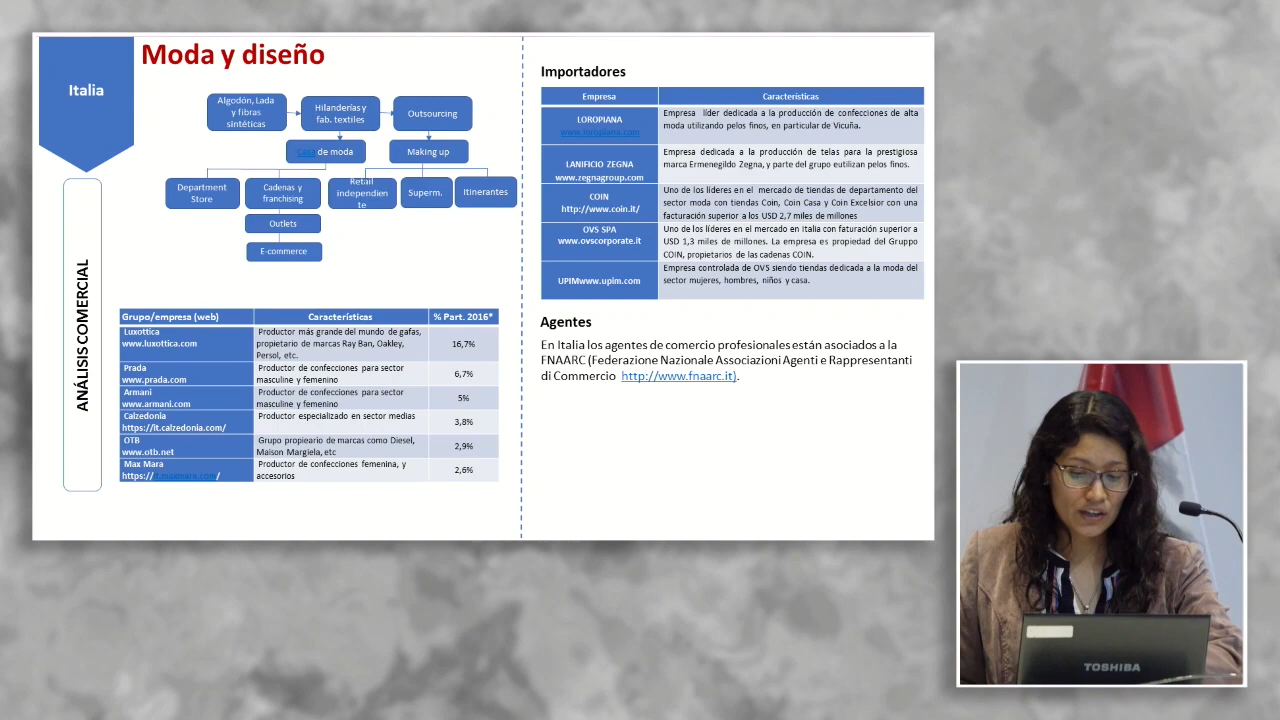 Moda y diseño
Italia
ANÁLISIS COMERCIAL
Algodón, Lada
y fibras
sintéticas
Hilanderías y
fab. textiles
Outsourcing
Casa de moda
Making up
Department
Store
Cadenas y
franchising
Retail
independien
te
Superm.
Itinerantes
Outlets
E-commerce
Grupo/empresa (web) Características % Part. 2016*
Luxottica
www.luxottica.com
Productor más grande del mundo de gafas,
propietario de marcas Ray Ban, Oakley,
Persol, etc.
16,7%
Prada
www.prada.com
Productor de confecciones para sector
masculine y femenino
6,7%
Armani
www.armani.com
Productor de confecciones para sector
masculine y femenino
5%
Calzedonia
https://it.calzedonia.com/
Productor especializado en sector medias
3,8%
OTB
www.otb.net
Grupo propieario de marcas como Diesel,
Maison Margiela, etc
2,9%
Max Mara
https://it.maxmara.com/
Productor de confecciones femenina, y
accesorios
2,6%
Importadores
Empresa Características
LOROPIANA
www.loropiana.com
Empresa líder dedicada a la producción de confecciones de alta
moda utilizando pelos finos, en particular de Vicuña.
LANIFICIO ZEGNA
www.zegnagroup.com
Empresa dedicada a la producción de telas para la prestigiosa
marca Ermenegildo Zegna, y parte del grupo eutilizan pelos finos.
COIN
http://www.coin.it/
Uno de los líderes en el mercado de tiendas de departamento del
sector moda con tiendas Coin, Coin Casa y Coin Excelsior con una
facturación superior a los USD 2,7 miles de millones
OVS SPA
www.ovscorporate.it
Uno de los líderes en el mercado en Italia con faturación superior a
USD 1,3 miles de millones. La empresa es propiedad del Gruppo
COIN, propietarios de las cadenas COIN.
UPIMwww.upim.com
Empresa controlada de OVS siendo tiendas dedicada a la moda del
sector mujeres, hombres, niños y casa.
Agentes
En Italia los agentes de comercio profesionales están asociados a la
FNAARC (Federazione Nazionale Associazioni Agenti e Rappresentanti
di Commercio http://www.fnaarc.it).
TOSHIBA